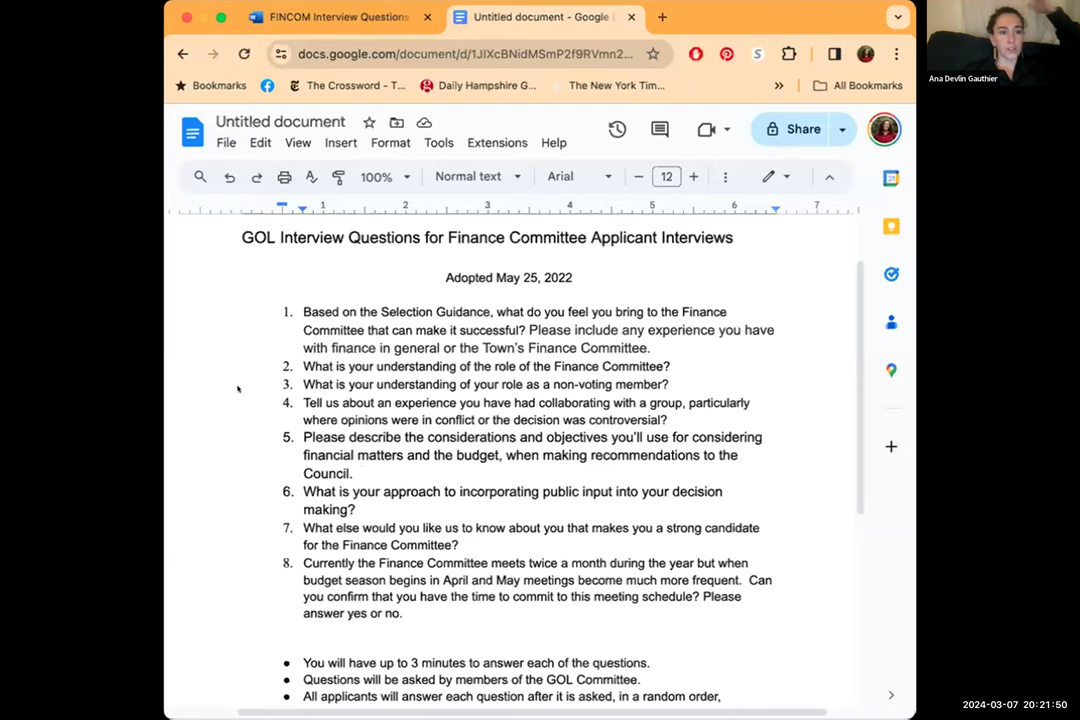 FINCOM Interview Questions
Untitled document - Google
docs.google.com/document/d/1JIXcBNidMSmP2f9RVmn2...
Bookmarks
The Crossword - T...
Daily Hampshire G...
The New York Tim...
All Bookmarks
Ana Devlin Gauthier
Untitled document
File Edit View Insert Format Tools Extensions Help
Share
100% Normal text Arial 12
1 2 3 4 5 6 7
GOL Interview Questions for Finance Committee Applicant Interviews
Adopted May 25, 2022
1. Based on the Selection Guidance, what do you feel you bring to the Finance
Committee that can make it successful? Please include any experience you have
with finance in general or the Town's Finance Committee.
2. What is your understanding of the role of the Finance Committee?
3. What is your understanding of your role as a non-voting member?
4. Tell us about an experience you have had collaborating with a group, particularly
where opinions were in conflict or the decision was controversial?
5. Please describe the considerations and objectives you'll use for considering
financial matters and the budget, when making recommendations to the
Council.
6. What is your approach to incorporating public input into your decision
making?
7. What else would you like us to know about you that makes you a strong candidate
for the Finance Committee?
8. Currently the Finance Committee meets twice a month during the year but when
budget season begins in April and May meetings become much more frequent. Can
you confirm that you have the time to commit to this meeting schedule? Please
answer yes or no.
• You will have up to 3 minutes to answer each of the questions.
• Questions will be asked by members of the GOL Committee.
• All applicants will answer each question after it is asked, in a random order,
2024-03-07 20:21:50